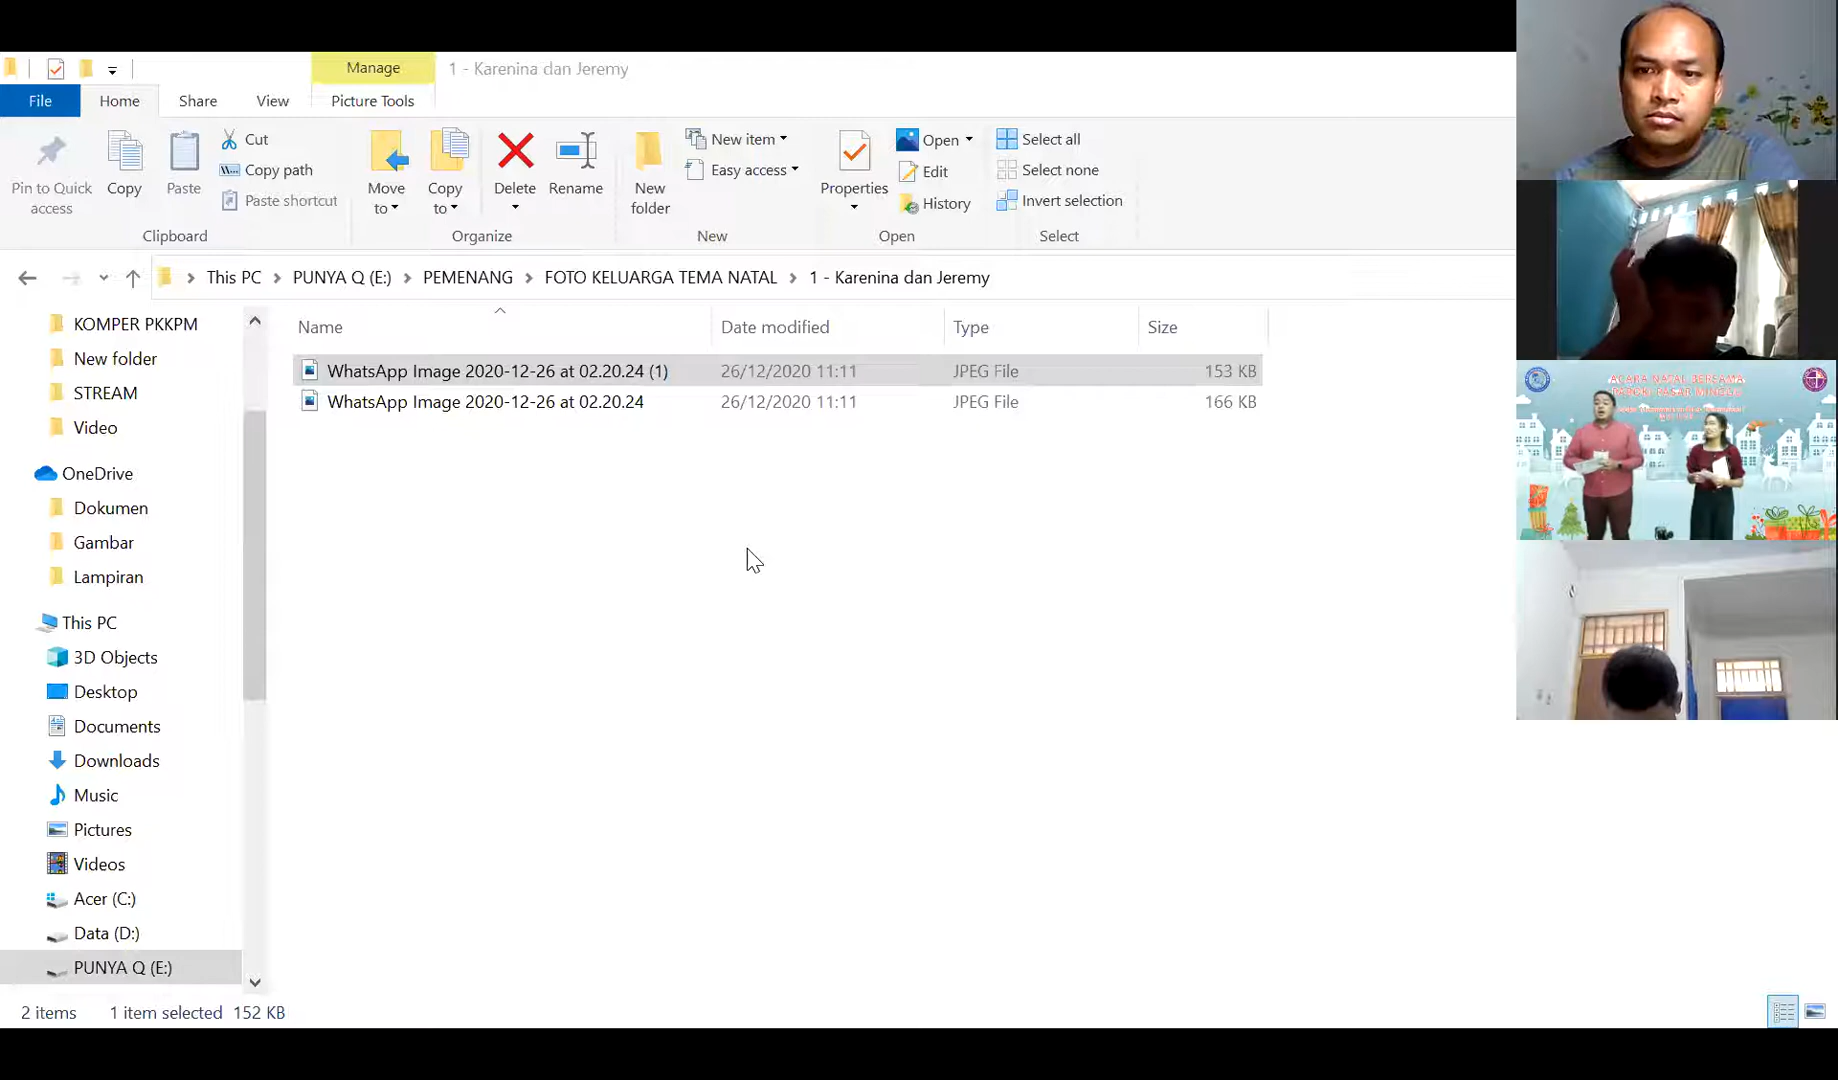 Manage
1 - Karenina dan Jeremy
File
Home
Share
View
Picture Tools
Pin to Quick access
Copy
Paste
Cut
Copy path
Paste shortcut
Clipboard
Move to
Copy to
Delete
Rename
Organize
New folder
New item
Easy access
New
Properties
Open
Edit
History
Open
Select all
Select none
Invert selection
Select
This PC
PUNYA Q (E:)
PEMENANG
FOTO KELUARGA TEMA NATAL
1 - Karenina dan Jeremy
Name
Date modified
Type
Size
WhatsApp Image 2020-12-26 at 02.20.24 (1)
26/12/2020 11:11
JPEG File
153 KB
WhatsApp Image 2020-12-26 at 02.20.24
26/12/2020 11:11
JPEG File
166 KB
KOMPER PKKPM
New folder
STREAM
Video
OneDrive
Dokumen
Gambar
Lampiran
This PC
3D Objects
Desktop
Documents
Downloads
Music
Pictures
Videos
Acer (C:)
Data (D:)
PUNYA Q (E:)
2 items
1 item selected
152 KB
ACARA NATAL BERSAMA
PASAR MINGGU